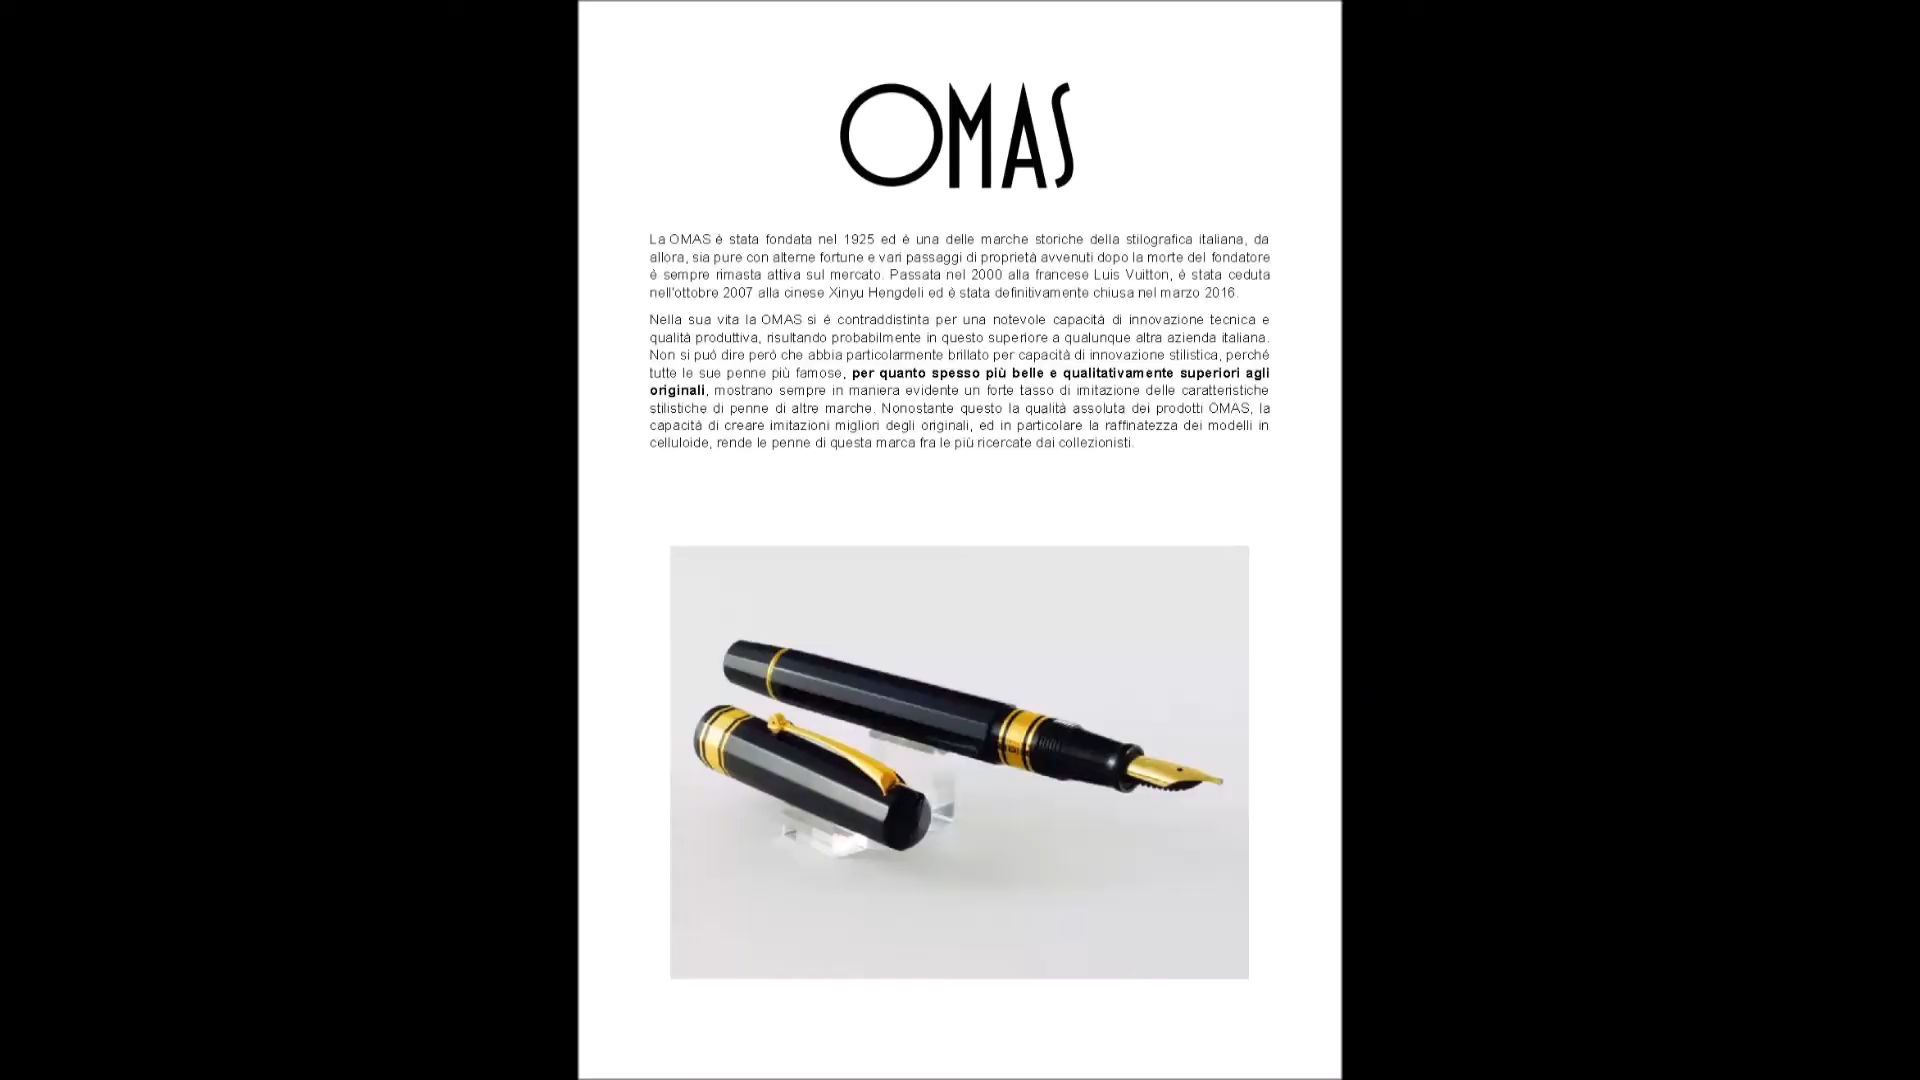 OMAS
La OMAS è stata fondata nel 1925 ed è una delle marche storiche della stilografica italiana, da
allora, sia pure con alterne fortune e vari passaggi di proprietà avvenuti dopo la morte del fondatore
è sempre rimasta attiva sul mercato. Passata nel 2000 alla francese Luis Vuitton, è stata ceduta
nell'ottobre 2007 alla cinese Xinyu Hengdeli ed è stata definitivamente chiusa nel marzo 2016.
Nella sua vita la OMAS si è contraddistinta per una notevole capacità di innovazione tecnica e
qualità produttiva, risultando probabilmente in questo superiore a qualunque altra azienda italiana.
Non si può dire però che abbia particolarmente brillato per capacità di innovazione stilistica, perché
tutte le sue penne più famose, per quanto spesso più belle e qualitativamente superiori agli
originali, mostrano sempre in maniera evidente un forte tasso di imitazione delle caratteristiche
stilistiche di penne di altre marche. Nonostante questo la qualità assoluta dei prodotti OMAS, la
capacità di creare imitazioni migliori degli originali, ed in particolare la raffinatezza dei modelli in
celluloide, rende le penne di questa marca fra le più ricercate dai collezionisti.